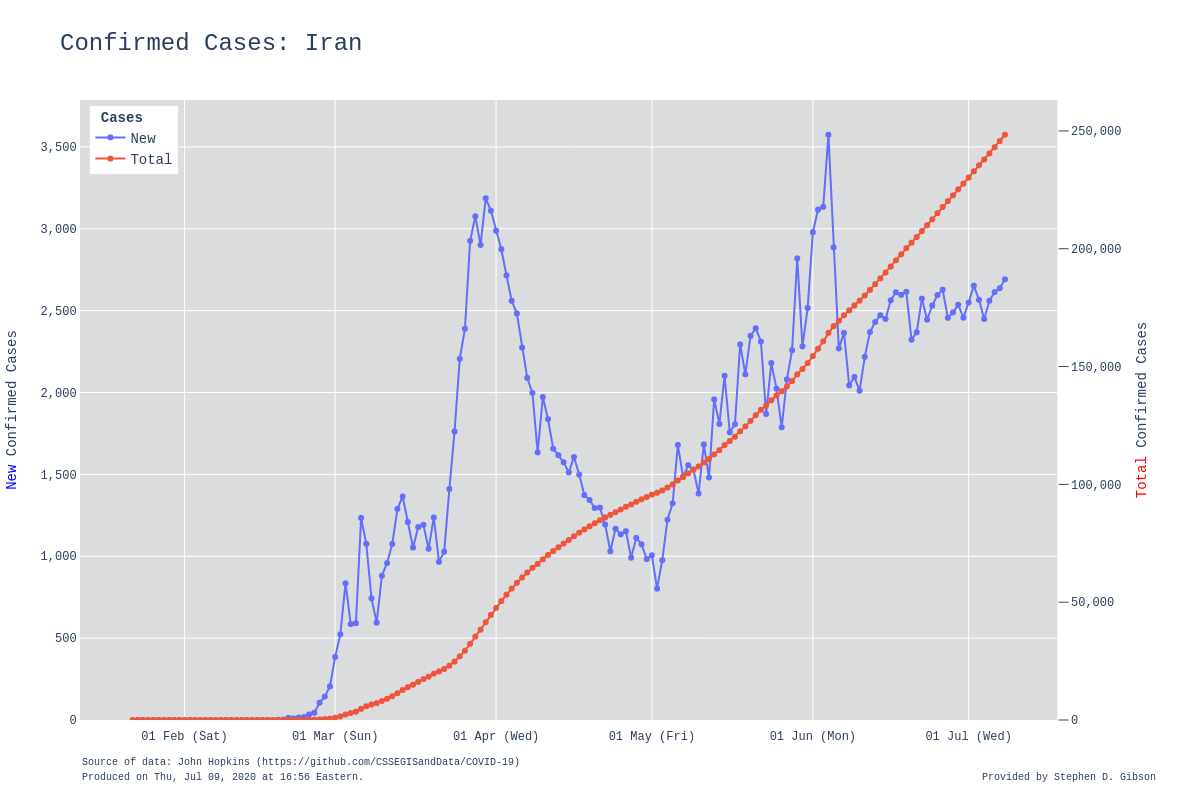 Confirmed Cases: Iran
Cases
New
Total
3,500
3,000
2,500
2,000
1,500
1,000
500
0
250,000
200,000
150,000
100,000
50,000
0
New Confirmed Cases
Total Confirmed Cases
01 Feb (Sat)
01 Mar (Sun)
01 Apr (Wed)
01 May (Fri)
01 Jun (Mon)
01 Jul (Wed)
Source of data: John Hopkins (https://github.com/CSSEGISandData/COVID-19)
Produced on Thu, Jul 09, 2020 at 16:56 Eastern.
Provided by Stephen D. Gibson